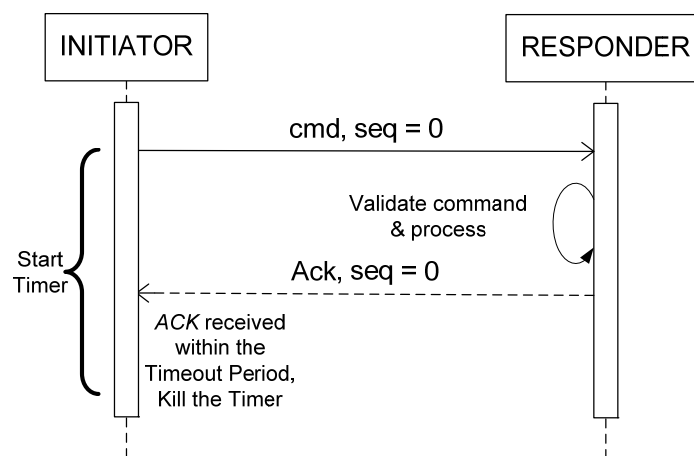 INITIATOR
RESPONDER
cmd, seq = 0
Validate command
& process
Start
Timer
Ack, seq = 0
ACK received
within the
Timeout Period,
Kill the Timer